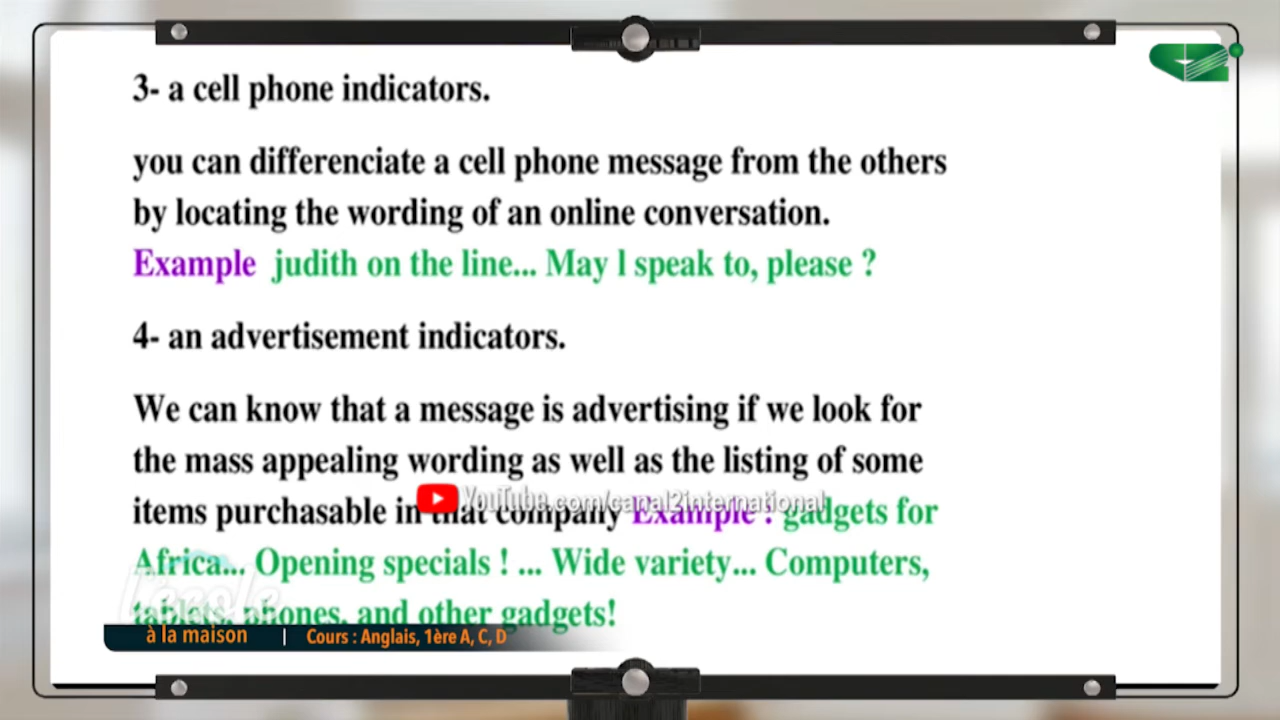 3- a cell phone indicators.
you can differenciate a cell phone message from the others
by locating the wording of an online conversation.
Example judith on the line... May l speak to, please ?
4- an advertisement indicators.
We can know that a message is advertising if we look for
the mass appealing wording as well as the listing of some
items purchasable in that company Example : gadgets for
YouTube.com/canal2international
Africa... Opening specials ! ... Wide variety... Computers,
tablets, phones, and other gadgets!
l'école
à la maison | Cours : Anglais, 1ère A, C, D